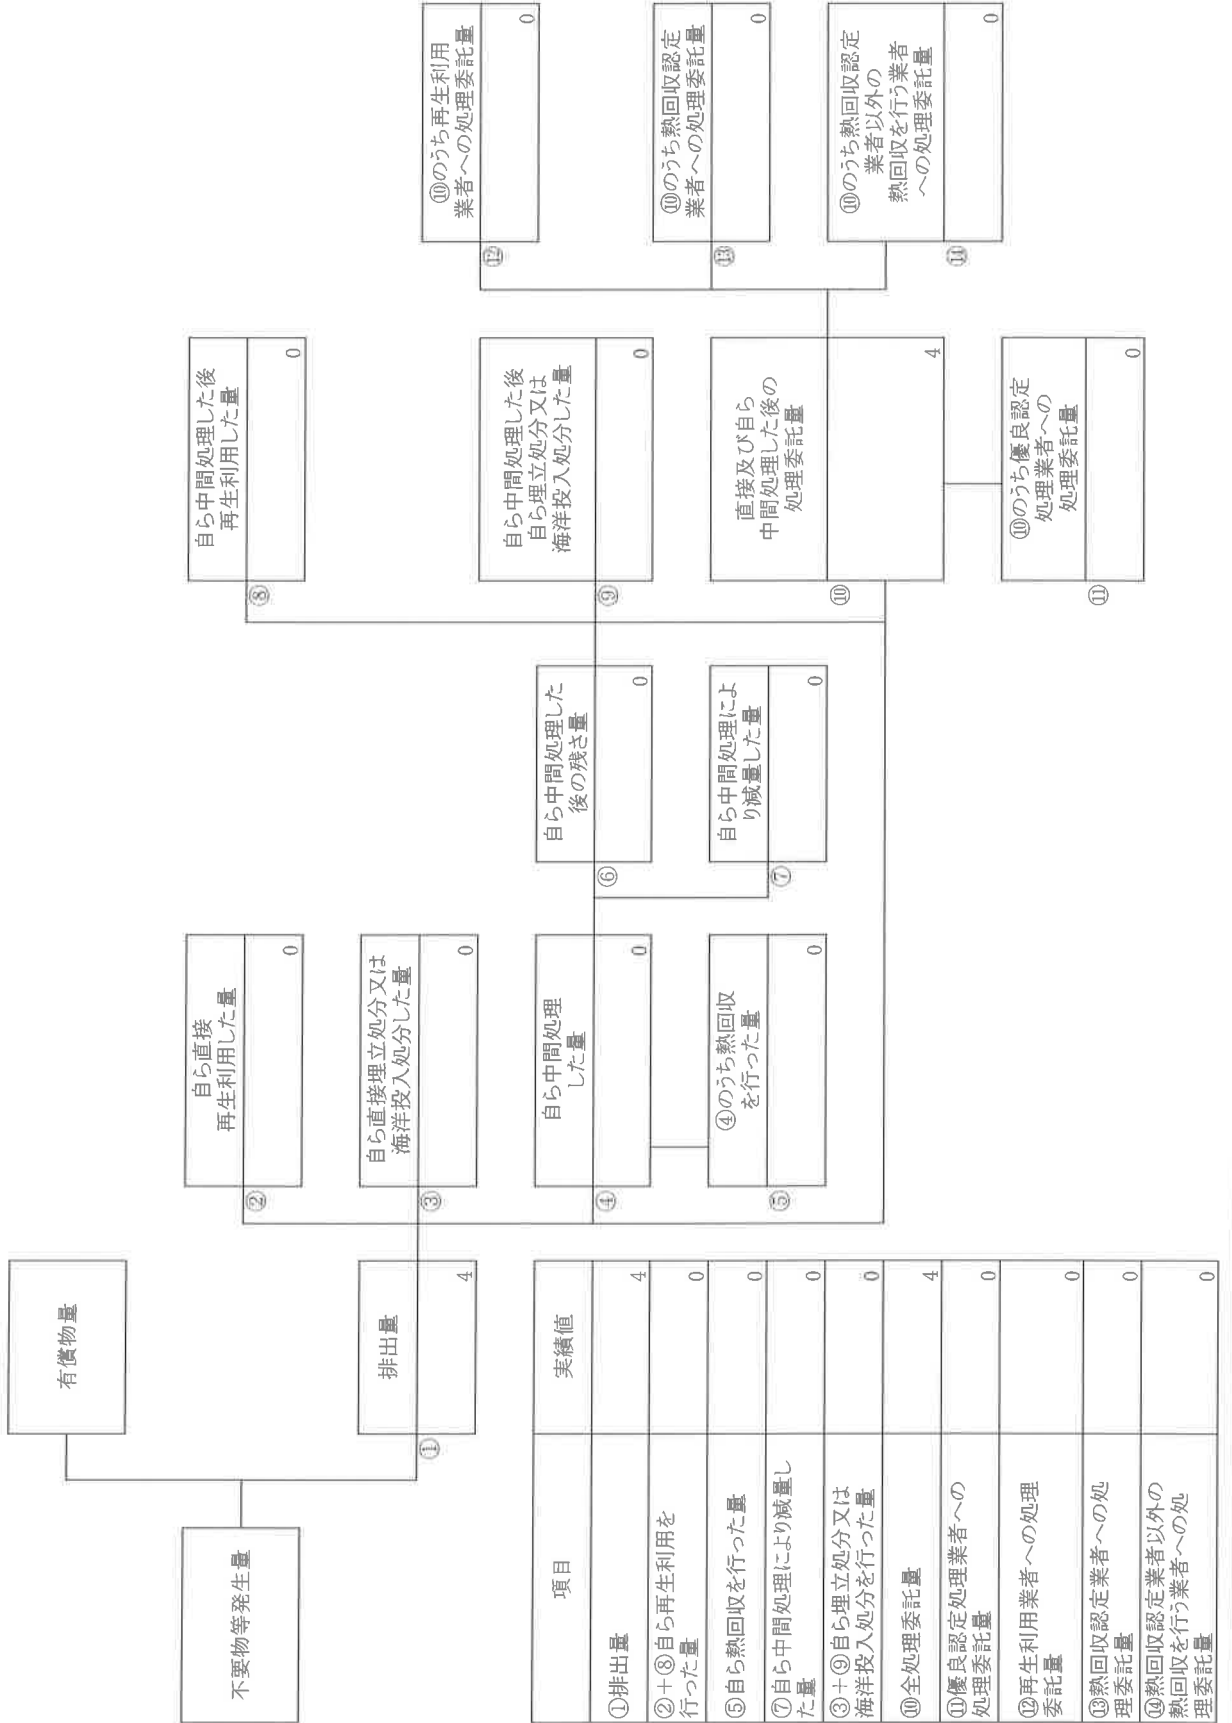 不要物等発生量
有償物量
①
排出量
4
②
自ら直接
再生利用した量
0
③
自ら直接埋立処分又は
海洋投入処分した量
0
④
自ら中間処理
した量
0
⑤
④のうち熱回収
を行った量
0
⑥
自ら中間処理した
後の残さ量
0
⑦
自ら中間処理によ
り減量した量
0
⑧
自ら中間処理した後
再生利用した量
0
⑨
自ら中間処理した後
自ら埋立処分又は
海洋投入処分した量
0
⑩
直接及び自ら
中間処理した後の
処理委託量
4
⑪
⑩のうち優良認定
処理業者への
処理委託量
0
⑫
⑩のうち再生利用
業者への処理委託量
0
⑬
⑩のうち熱回収認定
業者への処理委託量
0
⑭
⑩のうち熱回収認定
業者以外の
熱回収を行う業者
への処理委託量
0
項目
実績値
①排出量
4
②+⑧自ら再生利用を
行った量
0
⑤自ら熱回収を行った量
0
⑦自ら中間処理により減量し
た量
0
③+⑨自ら埋立処分又は
海洋投入処分を行った量
0
⑩全処理委託量
4
⑪優良認定処理業者への
処理委託量
0
⑫再生利用業者への処理
委託量
0
⑬熱回収認定業者への処
理委託量
0
⑭熱回収認定業者以外の
熱回収を行う業者への処
理委託量
0